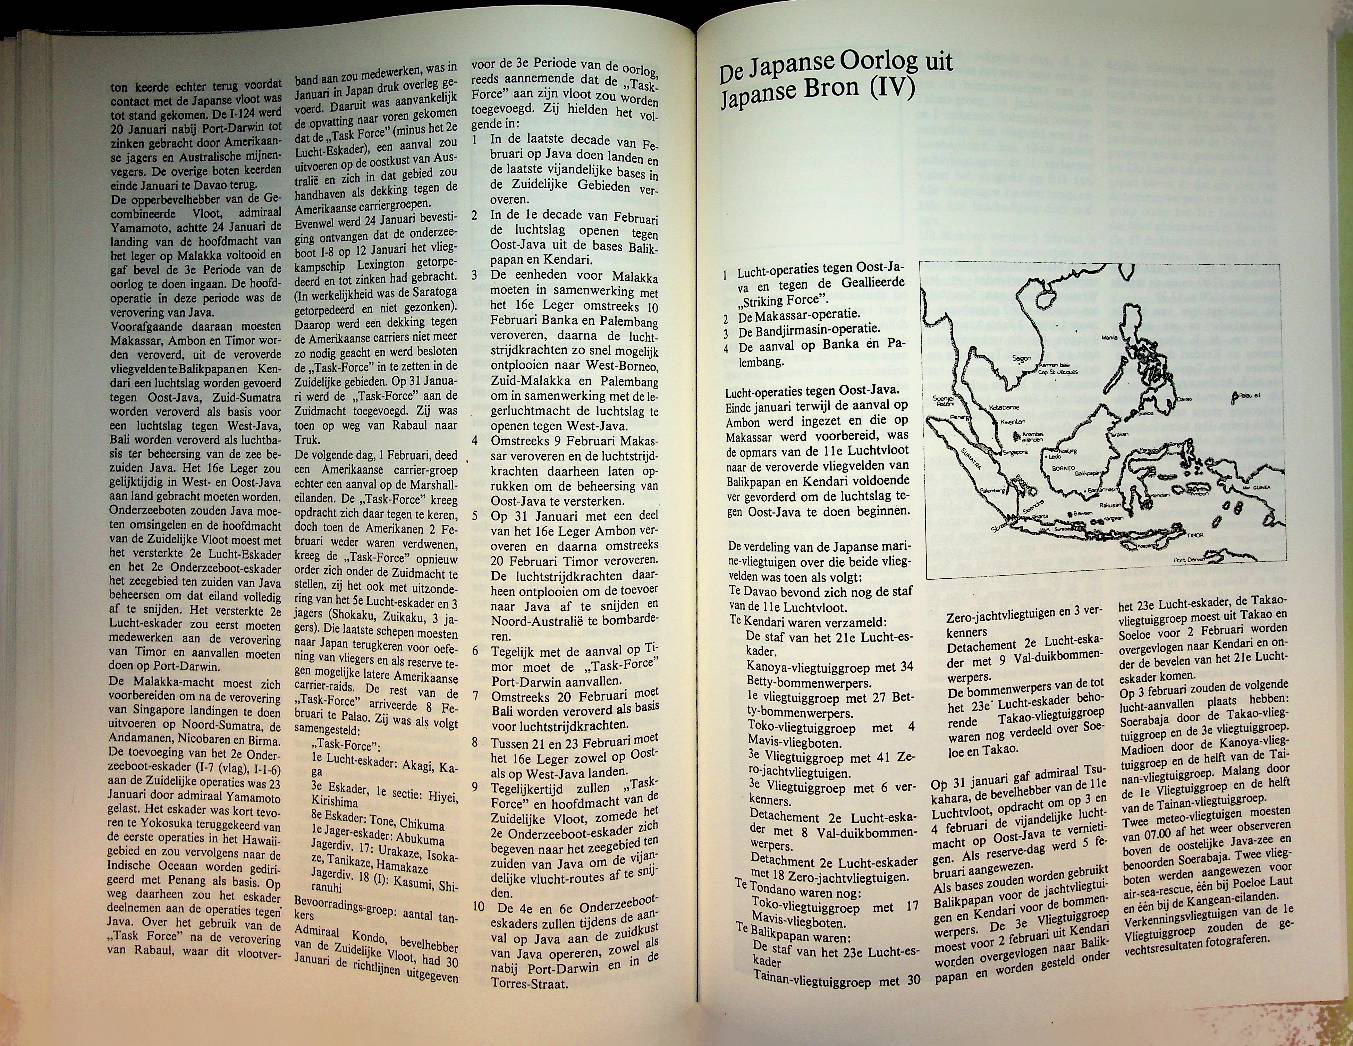 ton keerde echter terug voordat
contact met de Japanse vloot was
tot stand gekomen. De I-124 werd
20 Januari nabij Port-Darwin tot
zinken gebracht door Amerikaan-
se jagers en Australische mijnen-
vegers. De overige boten keerden
einde Januari te Davao terug.
De opperbevelhebber van de Ge-
combineerde Vloot, admiraal
Yamamoto, achtte 24 Januari de
landing van de hoofdmacht van
het leger op Malakka voltooid en
gaf bevel de 3e Periode van de
oorlog te doen ingaan. De hoofd-
operatie in deze periode was de
verovering van Java.
Voorafgaande daaraan moesten
Makassar, Ambon en Timor wor-
den veroverd, uit de veroverde
vliegvelden te Balikpapan en Ken-
dari een luchtslag worden gevoerd
tegen Oost-Java, Zuid-Sumatra
worden veroverd als basis voor
een luchtslag tegen West-Java,
Bali worden veroverd als luchtba-
sis ter beheersing van de zee be-
zuiden Java. Het 16e Leger zou
gelijktijdig in West- en Oost-Java
aan land gebracht moeten worden.
Onderzeeboten zouden Java moe-
ten omsingelen en de hoofdmacht
van de Zuidelijke Vloot moest met
het versterkte 2e Lucht-Eskader
en het 2e Onderzeeboot-eskader
het zeegebied ten zuiden van Java
beheersen om dat eiland volledig
af te snijden. Het versterkte 2e
Lucht-eskader zou eerst moeten
medewerken aan de verovering
van Timor en aanvallen moeten
doen op Port-Darwin.
De Malakka-macht moest zich
voorbereiden om na de verovering
van Singapore landingen te doen
uitvoeren op Noord-Sumatra, de
Andamanen, Nicobaren en Birma.
De toevoeging van het 2e Onder-
zeeboot-eskader (I-7 (vlag), I-1-6)
aan de Zuidelijke operaties was 23
Januari door admiraal Yamamoto
gelast. Het eskader was kort tevo-
ren te Yokosuka teruggekeerd van
de eerste operaties in het Hawaii-
gebied en zou vervolgens naar de
Indische Oceaan worden gediri-
geerd met Penang als basis. Op
weg daarheen zou het eskader
deelnemen aan de operaties tegen
Java. Over het gebruik van de
„Task Force” na de verovering
van Rabaul, waar dit vlootver-
band aan zou medewerken, was in
Januari in Japan druk overleg ge-
voerd. Daaruit was aanvankelijk
de opvatting naar voren gekomen
dat de „Task Force” (minus het 2e
Lucht-Eskader), een aanval zou
uitvoeren op de oostkust van Aus-
tralië en zich in dat gebied zou
handhaven als dekking tegen de
Amerikaanse carriergroepen.
Evenwel werd 24 Januari bevesti-
ging ontvangen dat de onderzee-
boot I-8 op 12 Januari het vlieg-
kampschip Lexington getorpe-
deerd en tot zinken had gebracht.
(In werkelijkheid was de Saratoga
getorpedeerd en niet gezonken).
Daarop werd een dekking tegen
de Amerikaanse carriers niet meer
zo nodig geacht en werd besloten
de „Task-Force” in te zetten in de
Zuidelijke gebieden. Op 31 Janua-
ri werd de „Task-Force” aan de
Zuidmacht toegevoegd. Zij was
toen op weg van Rabaul naar
Truk.
De volgende dag, 1 Februari, deed
een Amerikaanse carrier-groep
echter een aanval op de Marshall-
eilanden. De „Task-Force” kreeg
opdracht zich daar tegen te keren,
doch toen de Amerikanen 2 Fe-
bruari weder waren verdwenen,
kreeg de „Task-Force” opnieuw
order zich onder de Zuidmacht te
stellen, zij het ook met uitzonde-
ring van het 5e Lucht-eskader en 3
jagers (Shokaku, Zuikaku, 3 ja-
gers). Die laatste schepen moesten
naar Japan terugkeren voor oefe-
ning van vliegers en als reserve te-
gen mogelijke latere Amerikaanse
carrier-raids. De rest van de
„Task-Force” arriveerde 8 Fe-
bruari te Palao. Zij was als volgt
samengesteld:
„Task-Force”:
1e Lucht-eskader: Akagi, Ka-
ga
3e Eskader, 1e sectie: Hiyei,
Kirishima
8e Eskader: Tone, Chikuma
1e Jager-eskader: Abukuma
Jagerdiv. 17: Urakaze, Isoka-
ze, Tanikaze, Hamakaze
Jagerdiv. 18 (I): Kasumi, Shi-
ranuhi
Bevoorradings-groep: aantal tan-
kers
Admiraal Kondo, bevelhebber
van de Zuidelijke Vloot, had 30
Januari de richtlijnen uitgegeven
voor de 3e Periode van de oorlog,
reeds aannemende dat de „Task-
Force” aan zijn vloot zou worden
toegevoegd. Zij hielden het vol-
gende in:
1 In de laatste decade van Fe-
bruari op Java doen landen en
de laatste vijandelijke bases in
de Zuidelijke Gebieden ver-
overen.
2 In de 1e decade van Februari
de luchtslag openen tegen
Oost-Java uit de bases Balik-
papan en Kendari.
3 De eenheden voor Malakka
moeten in samenwerking met
het 16e Leger omstreeks 10
Februari Banka en Palembang
veroveren, daarna de lucht-
strijdkrachten zo snel mogelijk
ontplooien naar West-Borneo,
Zuid-Malakka en Palembang
om in samenwerking met de le-
gerluchtmacht de luchtslag te
openen tegen West-Java.
4 Omstreeks 9 Februari Makas-
sar veroveren en de luchtstrijd-
krachten daarheen laten op-
rukken om de beheersing van
Oost-Java te versterken.
5 Op 31 Januari met een deel
van het 16e Leger Ambon ver-
overen en daarna omstreeks
20 Februari Timor veroveren.
De luchtstrijdkrachten daar-
heen ontplooien om de toevoer
naar Java af te snijden en
Noord-Australië te bombarde-
ren.
6 Tegelijk met de aanval op Ti-
mor moet de „Task-Force”
Port-Darwin aanvallen.
7 Omstreeks 20 Februari moet
Bali worden veroverd als basis
voor luchtstrijdkrachten.
8 Tussen 21 en 23 Februari moet
het 16e Leger zowel op Oost-
als op West-Java landen.
9 Tegelijkertijd zullen „Task-
Force” en hoofdmacht van de
Zuidelijke Vloot, zomede het
2e Onderzeeboot-eskader zich
begeven naar het zeegebied ten
zuiden van Java om de vijan-
delijke vlucht-routes af te snij-
den.
10 De 4e en 6e Onderzeeboot-
eskaders zullen tijdens de aan-
val op Java aan de zuidkust
van Java opereren, zowel als
nabij Port-Darwin en in de
Torres-Straat.
De Japanse Oorlog uit
Japanse Bron (IV)
1 Lucht-operaties tegen Oost-Ja-
va en tegen de Geallieerde
„Striking Force”.
2 De Makassar-operatie.
3 De Bandjirmasin-operatie.
4 De aanval op Banka en Pa-
lembang.
Lucht-operaties tegen Oost-Java.
Einde januari terwijl de aanval op
Ambon werd ingezet en die op
Makassar werd voorbereid, was
de opmars van de 11e Luchtvloot
naar de veroverde vliegvelden van
Balikpapan en Kendari voldoende
ver gevorderd om de luchtslag te-
gen Oost-Java te doen beginnen.
De verdeling van de Japanse mari-
ne-vliegtuigen over die beide vlieg-
velden was toen als volgt:
Te Davao bevond zich nog de staf
van de 11e Luchtvloot.
Te Kendari waren verzameld:
De staf van het 21e Lucht-es-
kader.
Kanoya-vliegtuiggroep met 34
Betty-bommenwerpers.
1e vliegtuiggroep met 27 Bet-
ty-bommenwerpers.
Toko-vliegtuiggroep met 4
Mavis-vliegboten.
3e Vliegtuiggroep met 41 Ze-
ro-jachtvliegtuigen.
3e Vliegtuiggroep met 6 ver-
kenners.
Detachement 2e Lucht-eska-
der met 8 Val-duikbommen-
werpers.
Detachment 2e Lucht-eskader
met 18 Zero-jachtvliegtuigen.
Te Tondano waren nog:
Toko-vliegtuiggroep met 17
Mavis-vliegboten.
Te Balikpapan waren:
De staf van het 23e Lucht-es-
kader
Tainan-vliegtuiggroep met 30
Saigon
Cap St Jacques
Manila
Davao
Kotabaroe
Singapore
SUMATRA
BORNEO
Palembang
TIMOR
Port Darwin
Zero-jachtvliegtuigen en 3 ver-
kenners
Detachement 2e Lucht-eska-
der met 9 Val-duikbommen-
werpers.
De bommenwerpers van de tot
het 23e Lucht-eskader beho-
rende Takao-vliegtuiggroep
waren nog verdeeld over Soe-
loe en Takao.
Op 31 januari gaf admiraal Tsu-
kahara, de bevelhebber van de 11e
Luchtvloot, opdracht om op 3 en
4 februari de vijandelijke lucht-
macht op Oost-Java te vernieti-
gen. Als reserve-dag werd 5 fe-
bruari aangewezen.
Als bases zouden worden gebruikt
Balikpapan voor de jachtvliegtui-
gen en Kendari voor de bommen-
werpers. De 3e Vliegtuiggroep
moest voor 2 februari uit Kendari
worden overgevlogen naar Balik-
papan en worden gesteld onder
het 23e Lucht-eskader, de Takao-
vliegtuiggroep moest uit Takao en
Soeloe voor 2 Februari worden
overgevlogen naar Kendari en on-
der de bevelen van het 21e Lucht-
eskader komen.
Op 3 februari zouden de volgende
lucht-aanvallen plaats hebben:
Soerabaja door de Takao-vlieg-
tuiggroep en de 3e vliegtuiggroep.
Madioen door de Kanoya-vlieg-
tuiggroep en de helft van de Tai-
nan-vliegtuiggroep. Malang door
de 1e Vliegtuiggroep en de helft
van de Tainan-vliegtuiggroep.
Twee meteo-vliegtuigen moesten
van 07.00 af het weer observeren
boven de oostelijke Java-zee en
benoorden Soerabaja. Twee vlieg-
boten werden aangewezen voor
air-sea-rescue, één bij Poeloe Laut
en één bij de Kangean-eilanden.
Verkenningsvliegtuigen van de 1e
Vliegtuiggroep zouden de ge-
vechtsresultaten fotograferen.